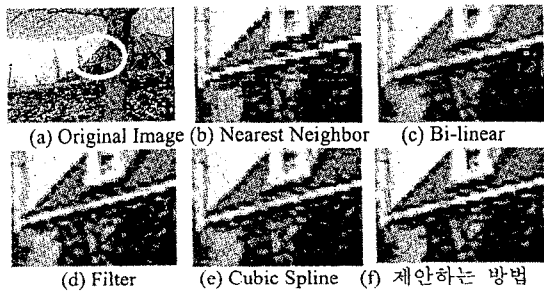 (a) Original Image (b) Nearest Neighbor (c) Bi-linear
(d) Filter (e) Cubic Spline (f) 제안하는 방법